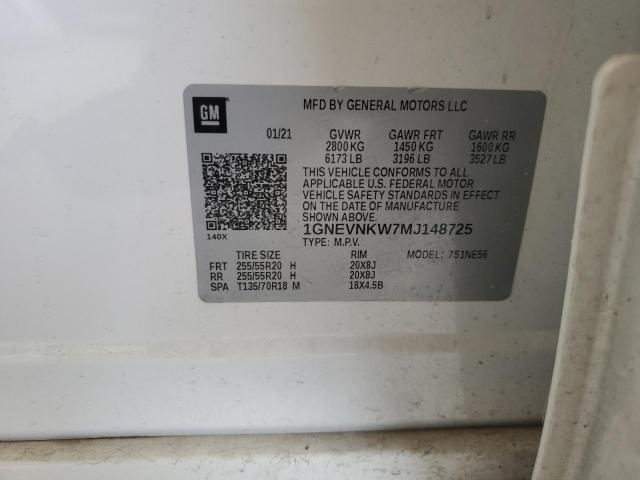 GM
MFD BY GENERAL MOTORS LLC
01/21 GVWR GAWR FRT GAWR RR
2800 KG 1450 KG 1600 KG
6173 LB 3196 LB 3527 LB
THIS VEHICLE CONFORMS TO ALL
APPLICABLE U.S. FEDERAL MOTOR
VEHICLE SAFETY STANDARDS IN EFFECT
ON THE DATE OF MANUFACTURE
SHOWN ABOVE.
140X
1GNEVNKW7MJ148725
TYPE: M.P.V. MODEL: 751NE56
TIRE SIZE RIM
FRT 255/55R20 H 20X8J
RR 255/55R20 H 20X8J
SPA T135/70R18 M 18X4.5B